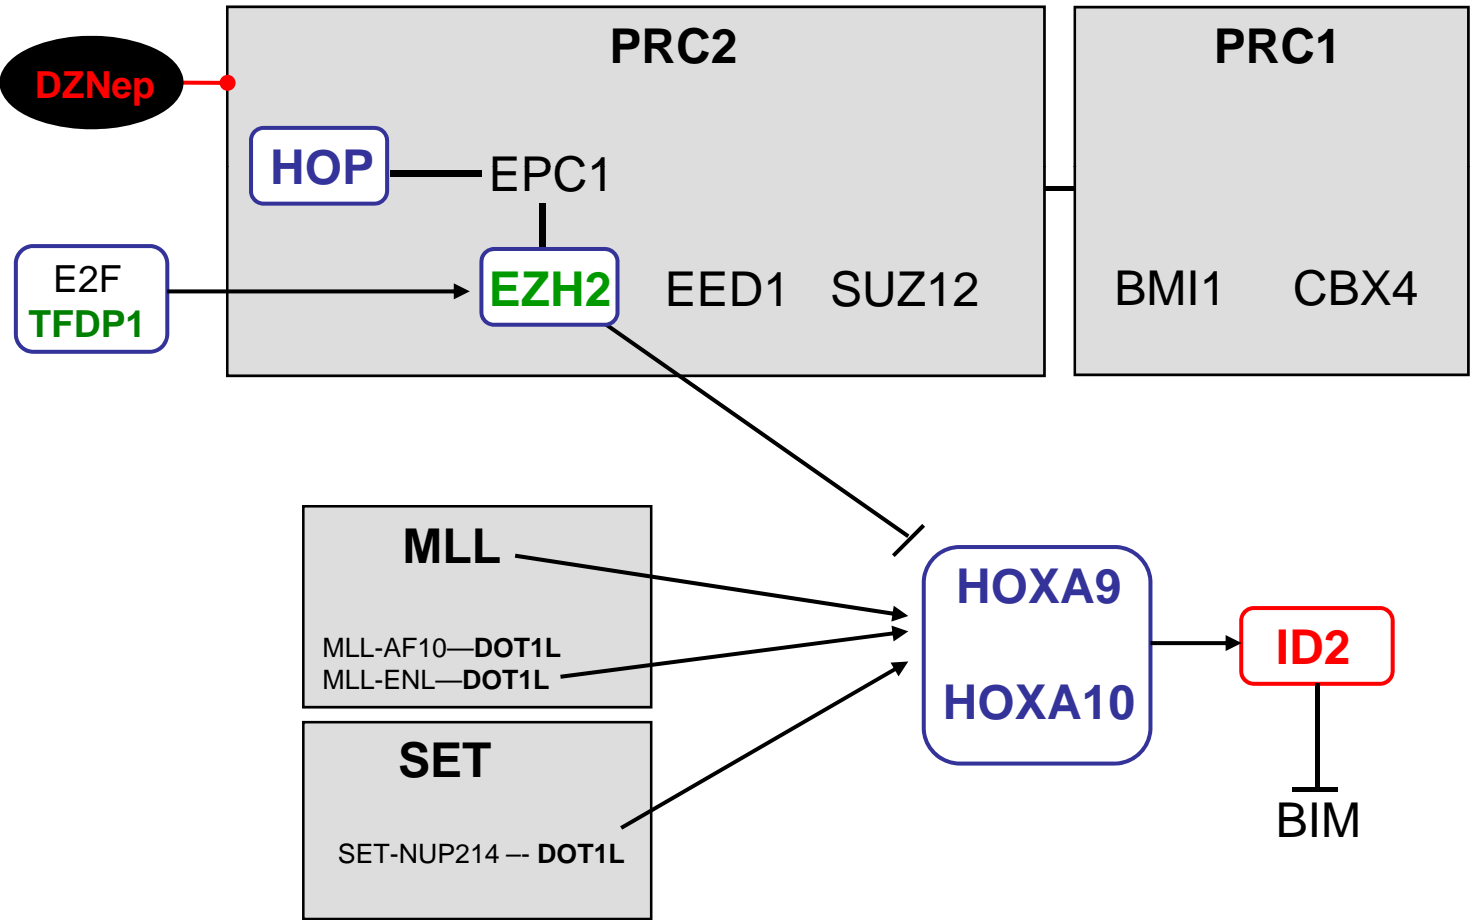 PRC2
PRC1
DZNep
HOP
EPC1
E2F
TFDP1
EZH2
EED1
SUZ12
BMI1
CBX4
MLL
MLL-AF10—DOT1L
MLL-ENL—DOT1L
SET
SET-NUP214 –- DOT1L
HOXA9
HOXA10
ID2
BIM